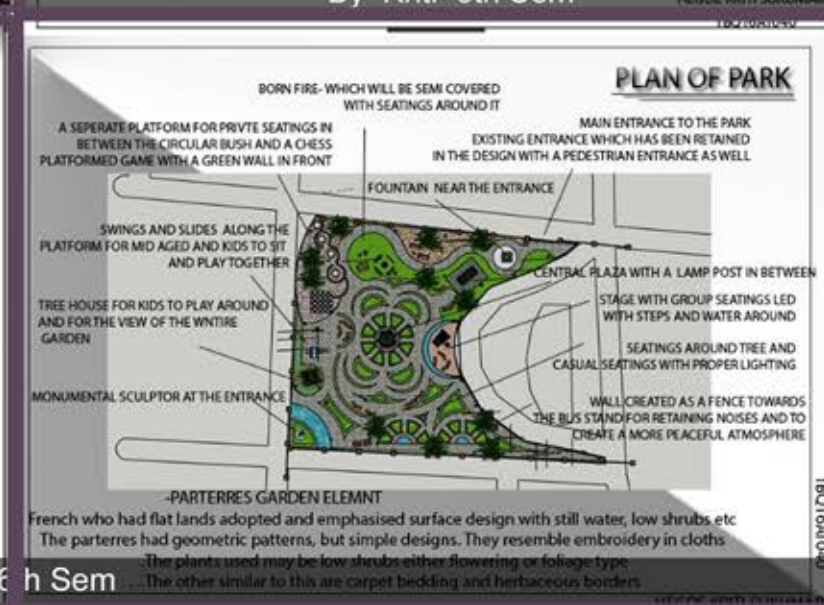 6th Sem
PLAN OF PARK
BORN FIRE- WHICH WILL BE SEMI COVERED
WITH SEATINGS AROUND IT
A SEPERATE PLATFORM FOR PRIVTE SEATINGS IN
BETWEEN THE CIRCULAR BUSH AND A CHESS
PLATFORMED GAME WITH A GREEN WALL IN FRONT
MAIN ENTRANCE TO THE PARK
EXISTING ENTRANCE WHICH HAS BEEN RETAINED
IN THE DESIGN WITH A PEDESTRIAN ENTRANCE AS WELL
FOUNTAIN NEAR THE ENTRANCE
SWINGS AND SLIDES ALONG THE
PLATFORM FOR MID AGED AND KIDS TO SIT
AND PLAY TOGETHER
CENTRAL PLAZA WITH A LAMP POST IN BETWEEN
TREE HOUSE FOR KIDS TO PLAY AROUND
AND FOR THE VIEW OF THE WNTIRE
GARDEN
STAGE WITH GROUP SEATINGS LED
WITH STEPS AND WATER AROUND
SEATINGS AROUND TREE AND
CASUAL SEATINGS WITH PROPER LIGHTING
MONUMENTAL SCULPTOR AT THE ENTRANCE
WALL CREATED AS A FENCE TOWARDS
THE BUS STAND FOR RETAINING NOISES AND TO
CREATE A MORE PEACEFUL ATMOSPHERE
-PARTERRES GARDEN ELEMNT
French who had flat lands adopted and emphasised surface design with still water, low shrubs etc
The parterres had geometric patterns, but simple designs. They resemble embroidery in cloths
.The plants used may be low shrubs either flowering or foliage type
...The other similar to this are carpet bedding and herbaceous borders
6th Sem